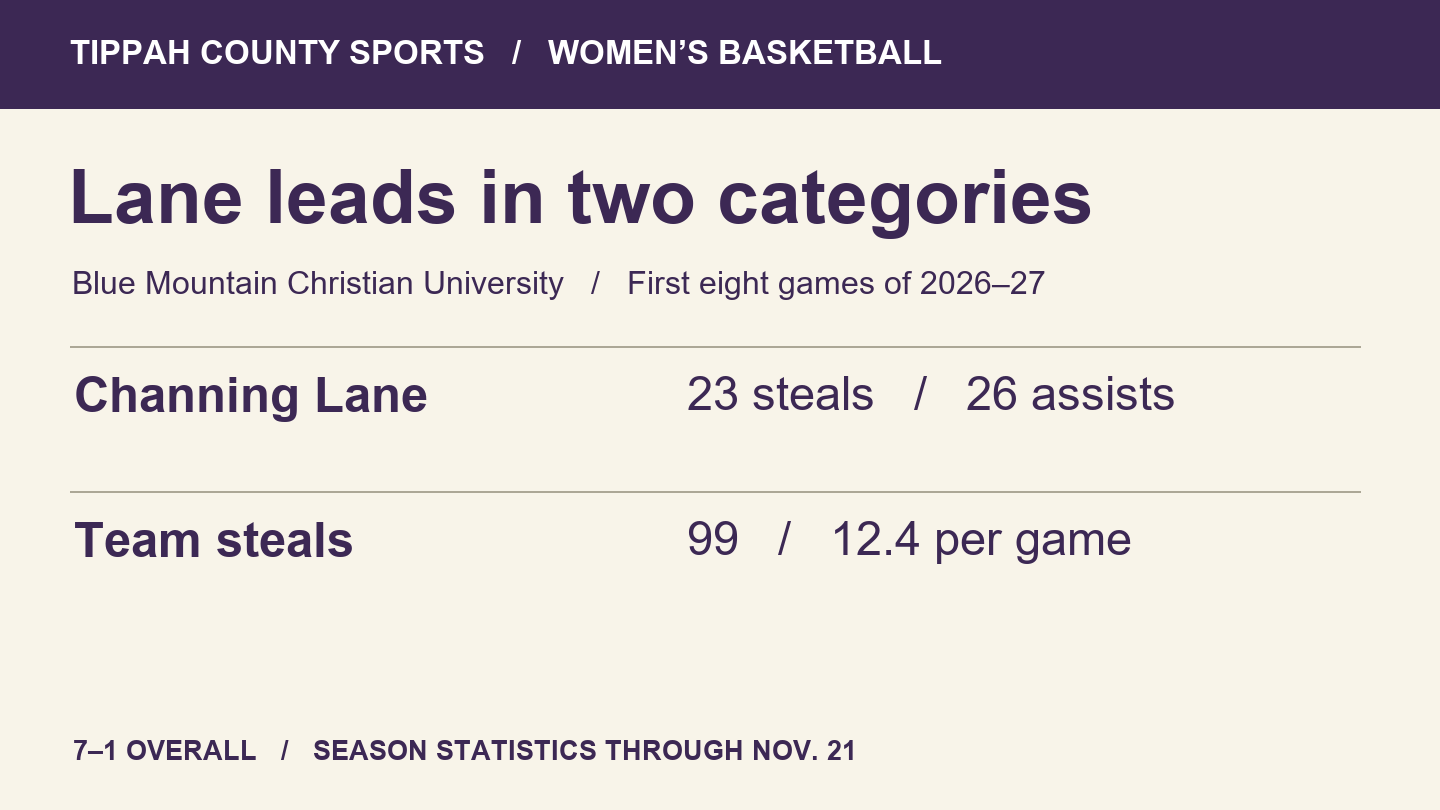 TIPPAH COUNTY SPORTS / WOMEN’S BASKETBALL
Lane leads in two categories
Blue Mountain Christian University / First eight games of 2026–27
Channing Lane 23 steals / 26 assists
Team steals 99 / 12.4 per game
7–1 OVERALL / SEASON STATISTICS THROUGH NOV. 21